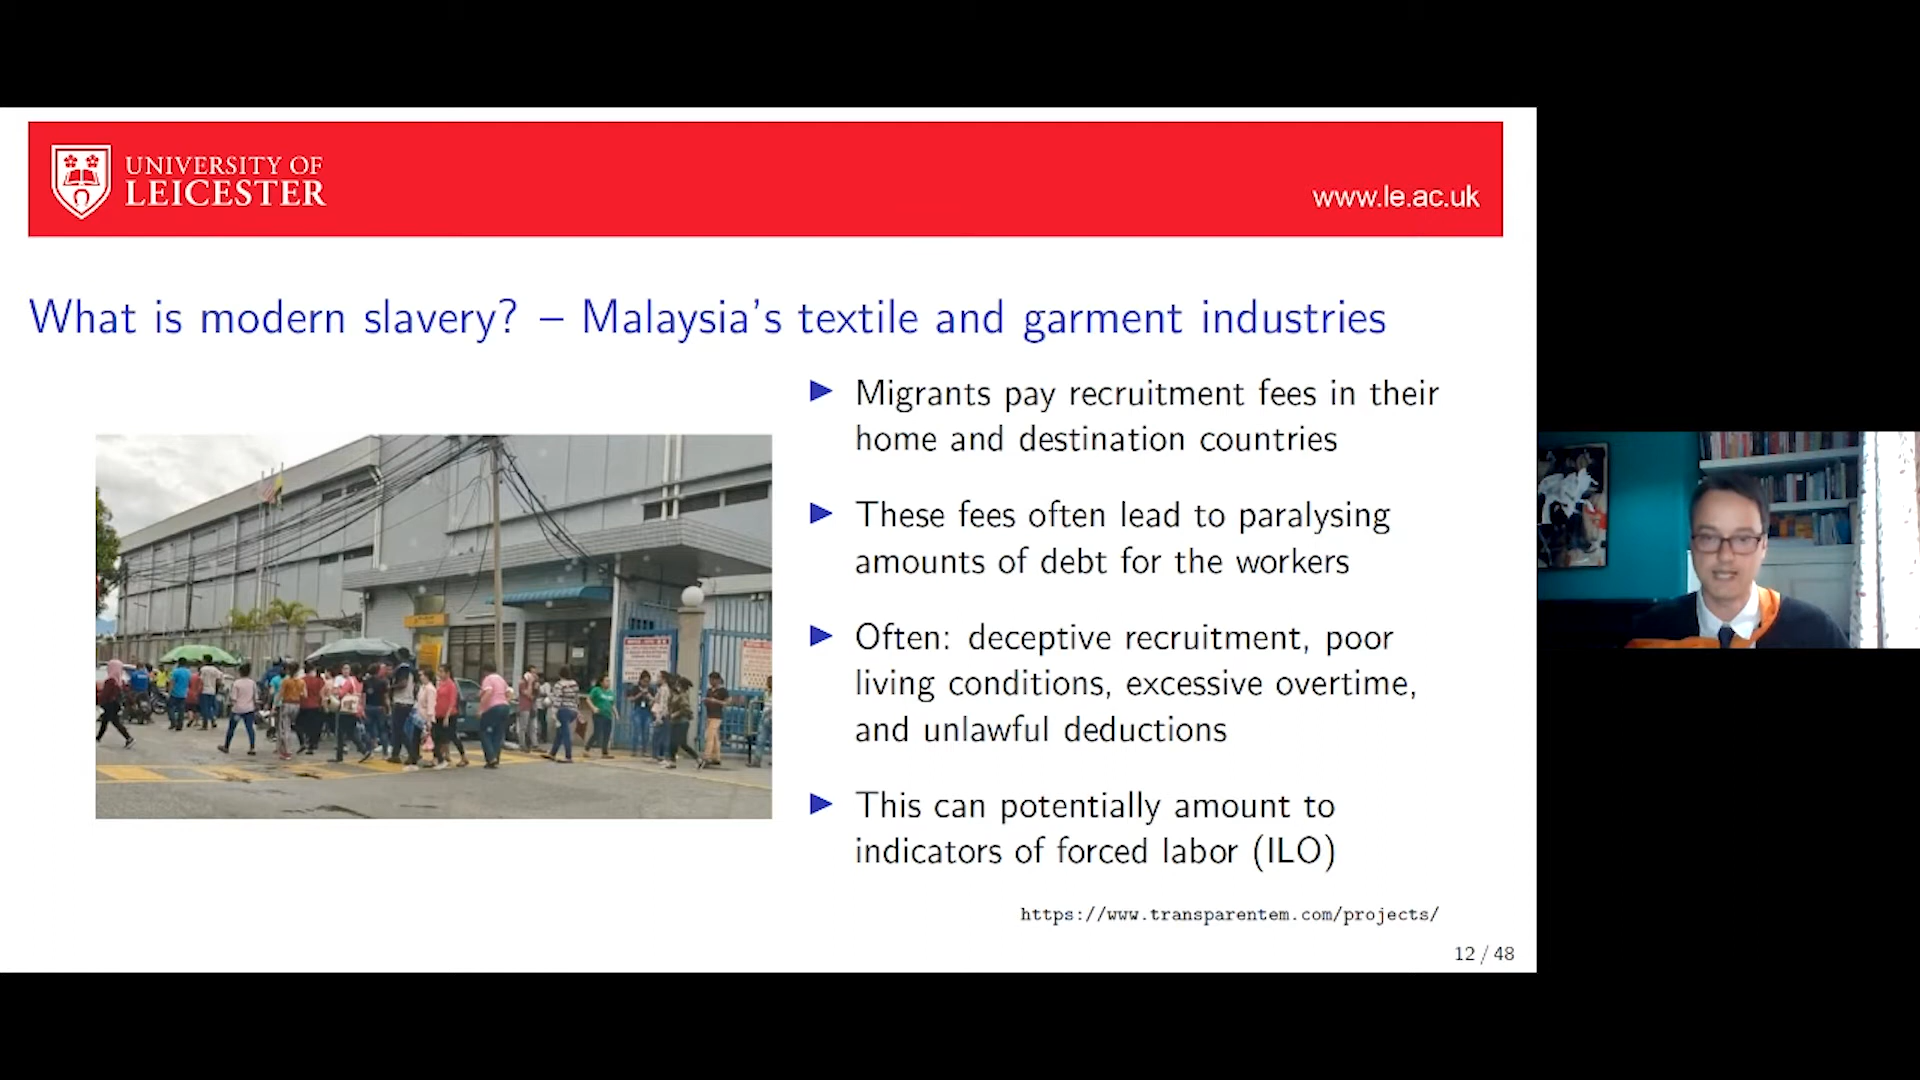 UNIVERSITY OF
LEICESTER
www.le.ac.uk
What is modern slavery? – Malaysia's textile and garment industries
Migrants pay recruitment fees in their
home and destination countries
These fees often lead to paralysing
amounts of debt for the workers
Often: deceptive recruitment, poor
living conditions, excessive overtime,
and unlawful deductions
This can potentially amount to
indicators of forced labor (ILO)
https://www.transparentem.com/projects/
12 / 48